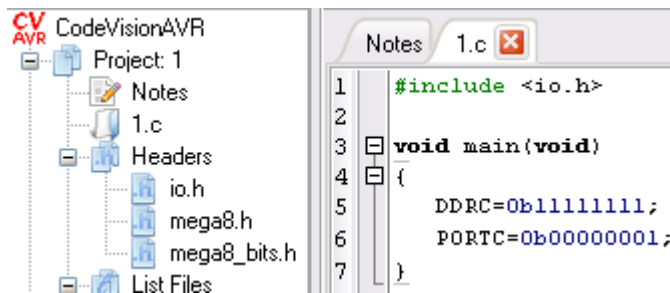 CV AVR CodeVisionAVR
Project: 1
Notes
1.c
Headers
.h io.h
.h mega8.h
.h mega8_bits.h
List Files
Notes 1.c
1 #include <io.h>
2
3 void main(void)
4 {
5 DDRC=0b11111111;
6 PORTC=0b00000001;
7 }